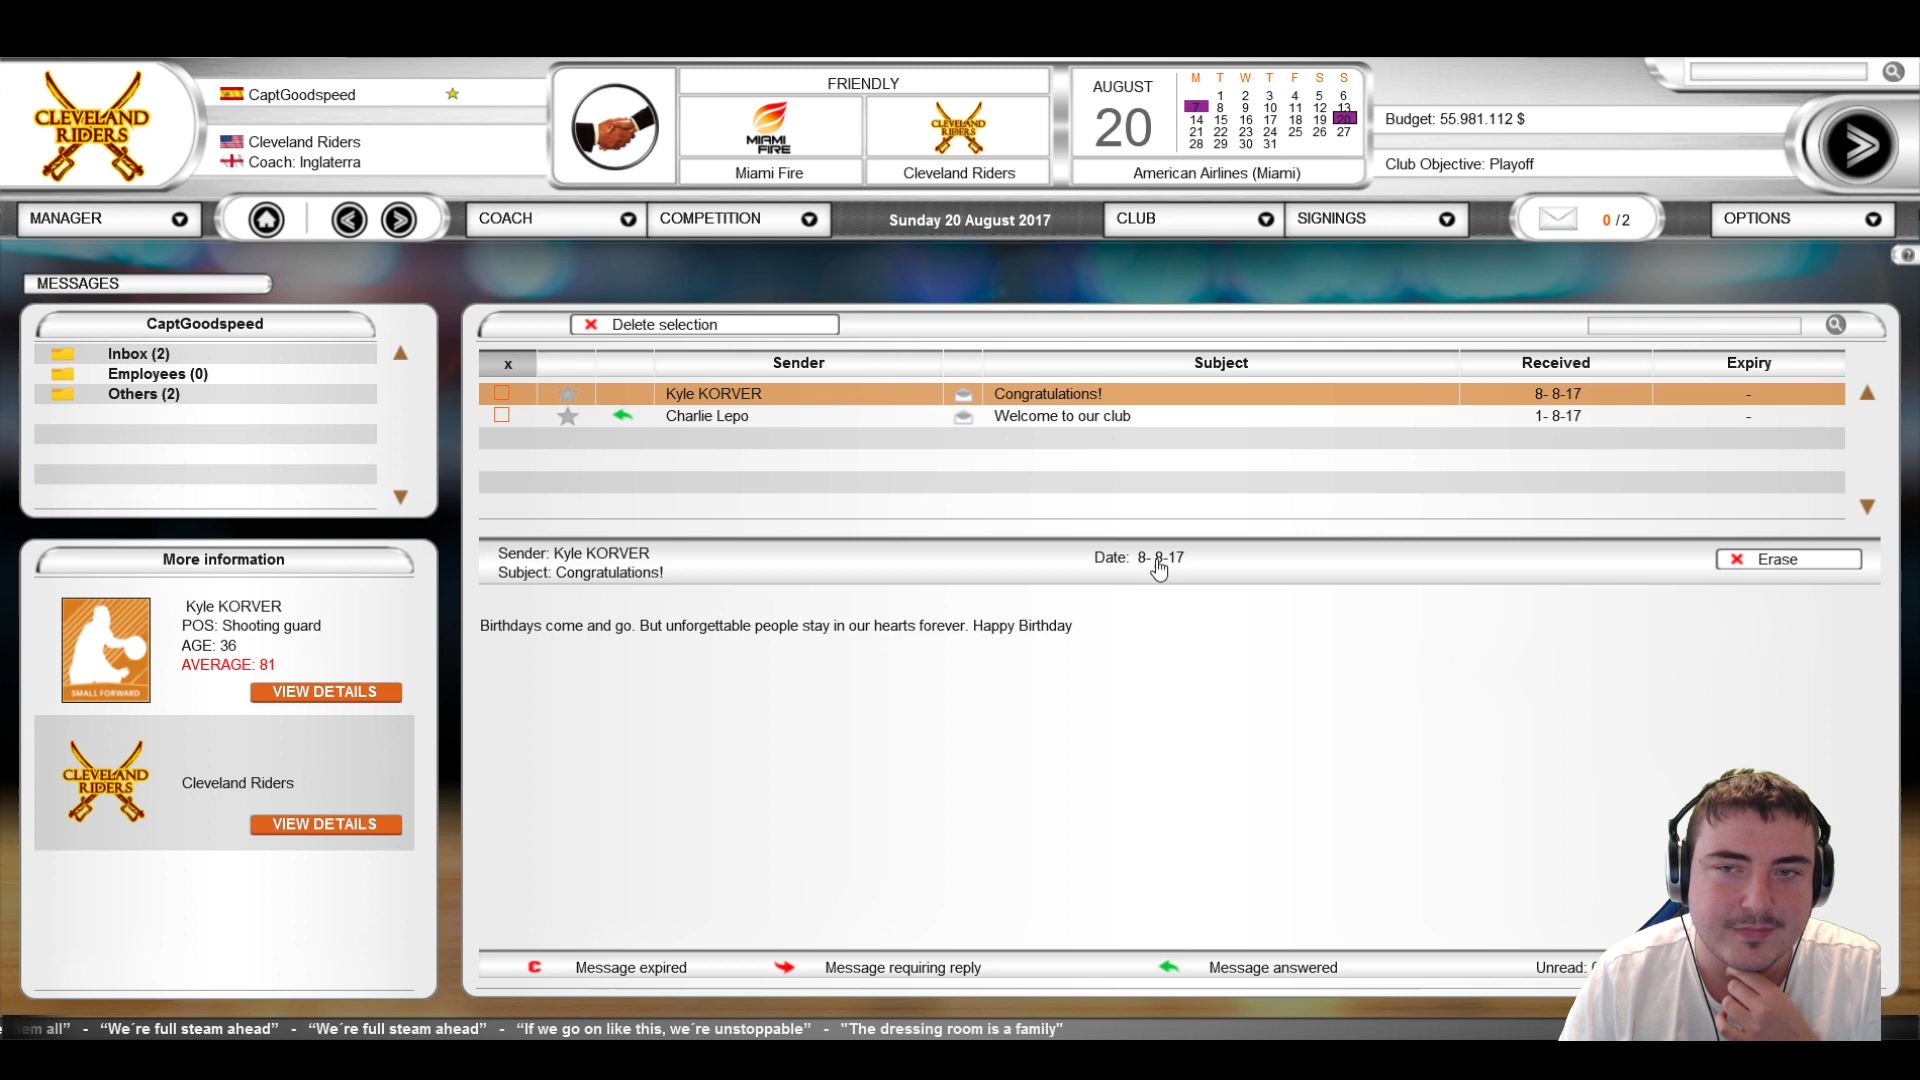 CLEVELAND
RIDERS
CaptGoodspeed
Cleveland Riders
Coach: Inglaterra
FRIENDLY
MIAMI
FIRE
CLEVELAND
RIDERS
Miami Fire
Cleveland Riders
AUGUST
20
M T W T F S S
1 2 3 4 5 6
7 8 9 10 11 12 13
14 15 16 17 18 19 20
21 22 23 24 25 26 27
28 29 30 31
American Airlines (Miami)
Budget: 55.981.112 $
Club Objective: Playoff
MANAGER
COACH
COMPETITION
Sunday 20 August 2017
CLUB
SIGNINGS
0 / 2
OPTIONS
MESSAGES
CaptGoodspeed
Inbox (2)
Employees (0)
Others (2)
Delete selection
x Sender Subject Received Expiry
Kyle KORVER Congratulations! 8- 8-17 -
Charlie Lepo Welcome to our club 1- 8-17 -
Sender: Kyle KORVER
Subject: Congratulations!
Date: 8- 8-17
Erase
Birthdays come and go. But unforgettable people stay in our hearts forever. Happy Birthday
More information
Kyle KORVER
POS: Shooting guard
AGE: 36
AVERAGE: 81
SMALL FORWARD
VIEW DETAILS
CLEVELAND
RIDERS
Cleveland Riders
VIEW DETAILS
C Message expired
Message requiring reply
Message answered
Unread:
all” - “We´re full steam ahead” - “We´re full steam ahead” - “If we go on like this, we´re unstoppable” - "The dressing room is a family"